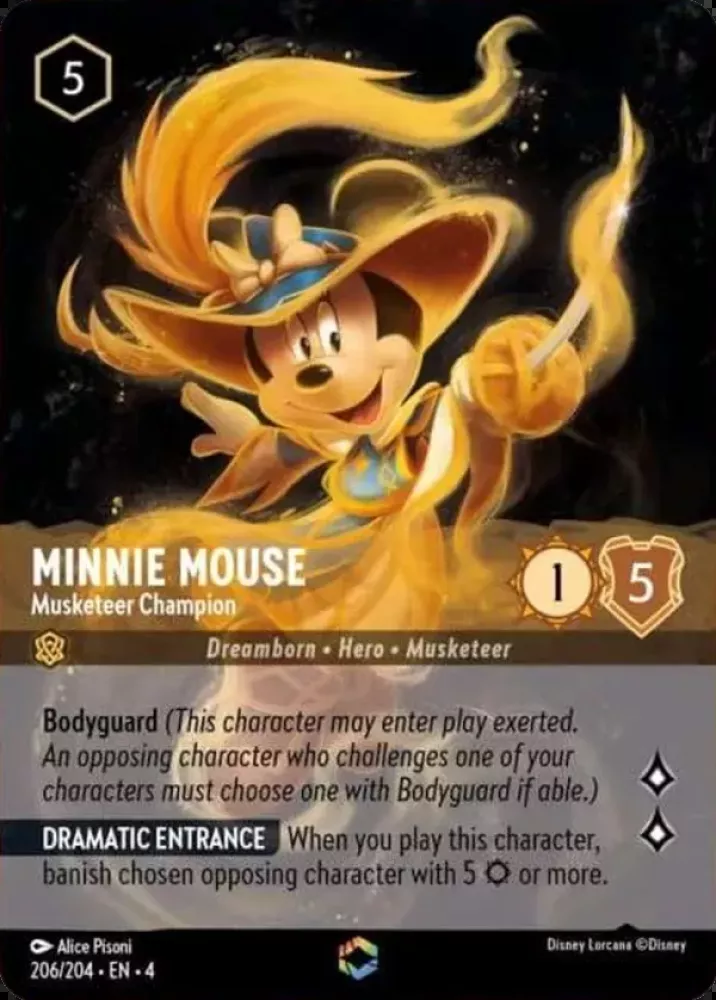 5
MINNIE MOUSE
Musketeer Champion
1
5
Dreamborn • Hero • Musketeer
Bodyguard (This character may enter play exerted.
An opposing character who challenges one of your
characters must choose one with Bodyguard if able.)
DRAMATIC ENTRANCE When you play this character,
banish chosen opposing character with 5 or more.
Alice Pisoni
Disney Lorcana ©Disney
206/204 • EN • 4